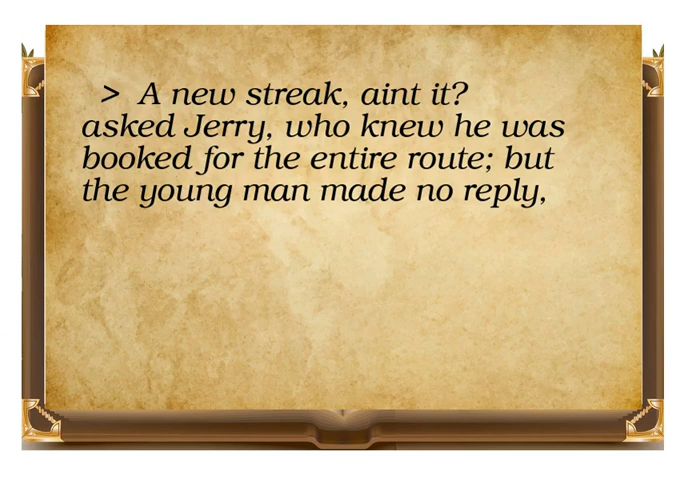 > A new streak, aint it?
asked Jerry, who knew he was
booked for the entire route; but
the young man made no reply,